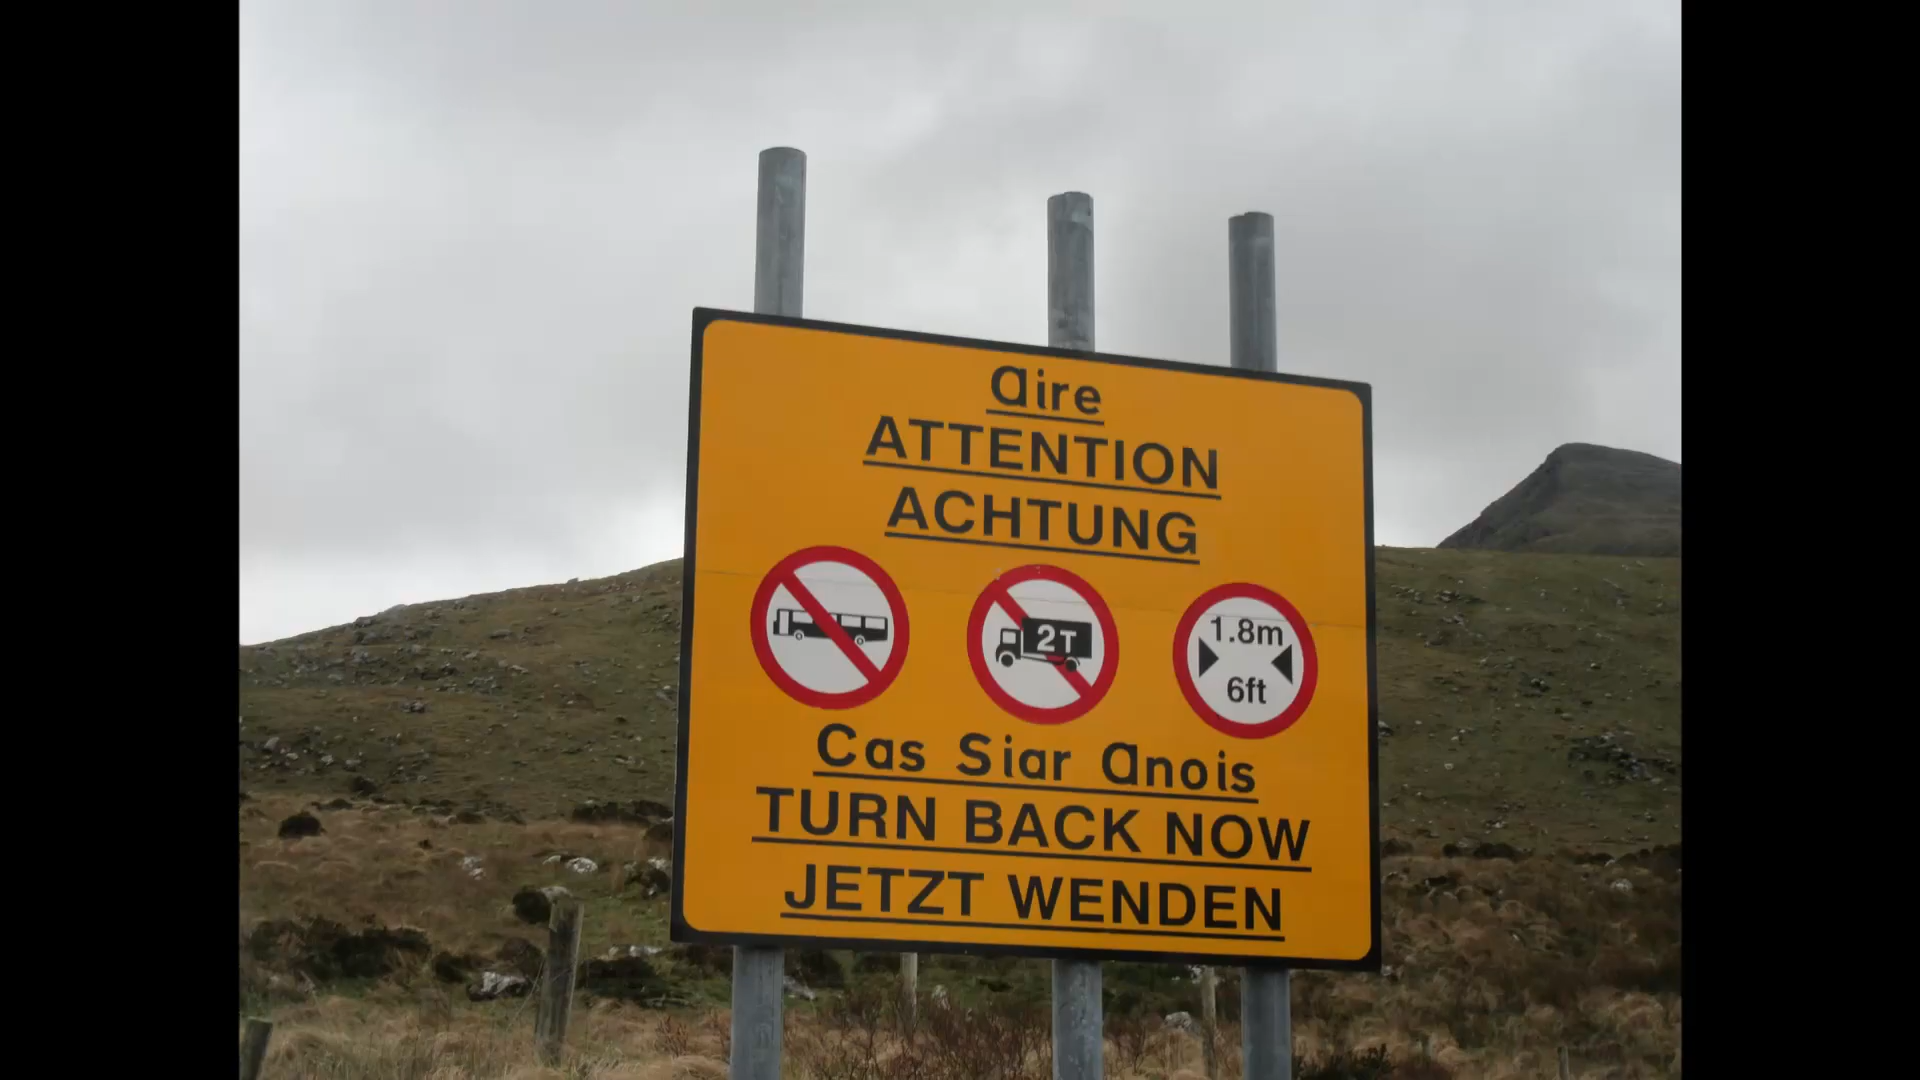 Aire
ATTENTION
ACHTUNG
2T
1.8m
6ft
Cas Siar Anois
TURN BACK NOW
JETZT WENDEN